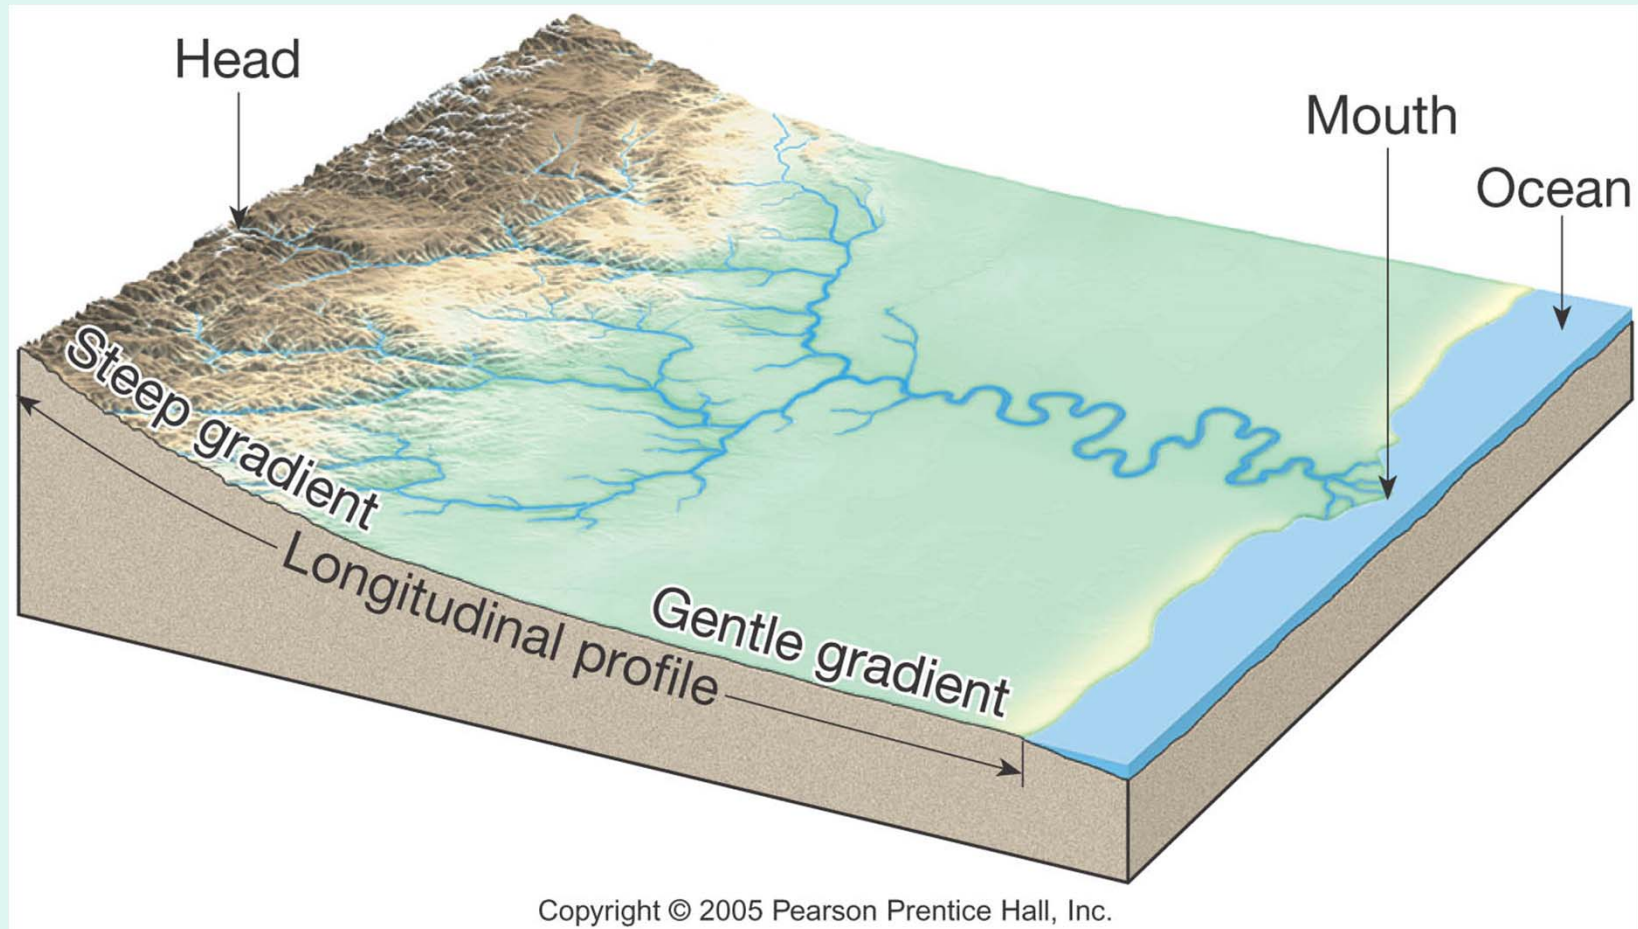 Head
Mouth
Ocean
Steep gradient
Longitudinal profile
Gentle gradient
Copyright © 2005 Pearson Prentice Hall, Inc.